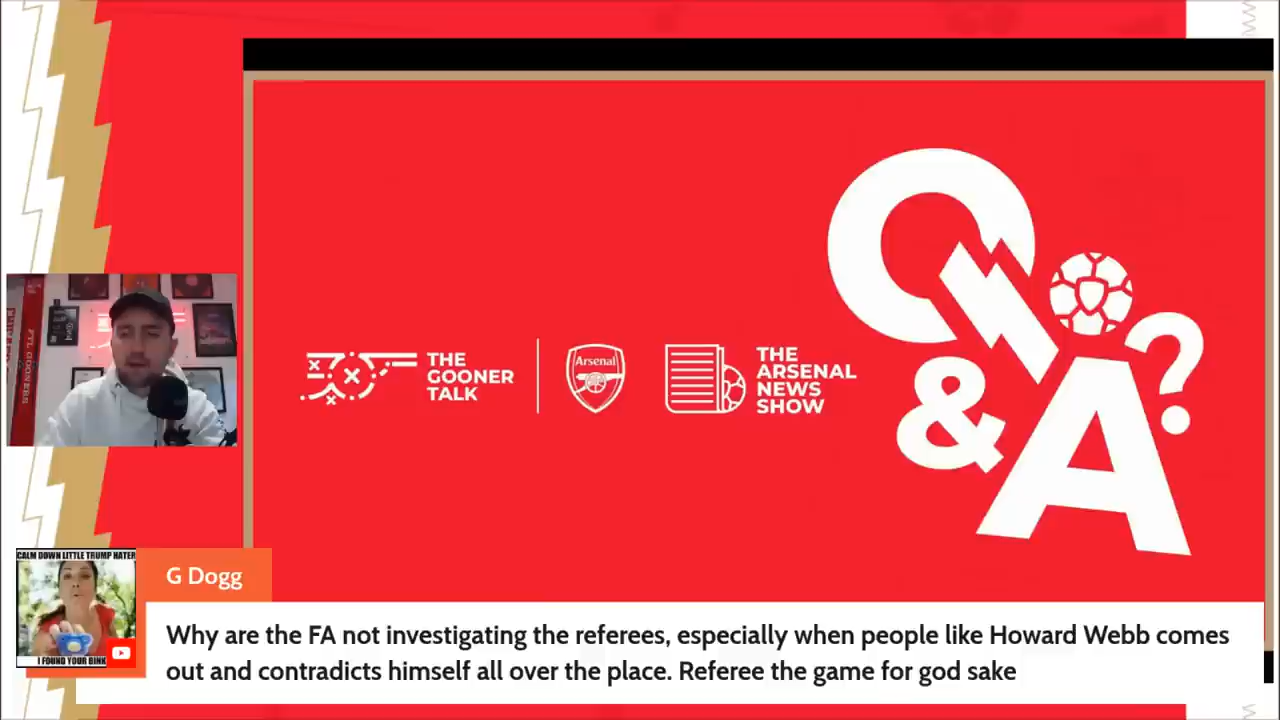 Q
&
A
?
THE
GOONER
TALK
Arsenal
THE
ARSENAL
NEWS
SHOW
CALM DOWN LITTLE TRUMP HATER
I FOUND YOUR BINK
G Dogg
Why are the FA not investigating the referees, especially when people like Howard Webb comes
out and contradicts himself all over the place. Referee the game for god sake